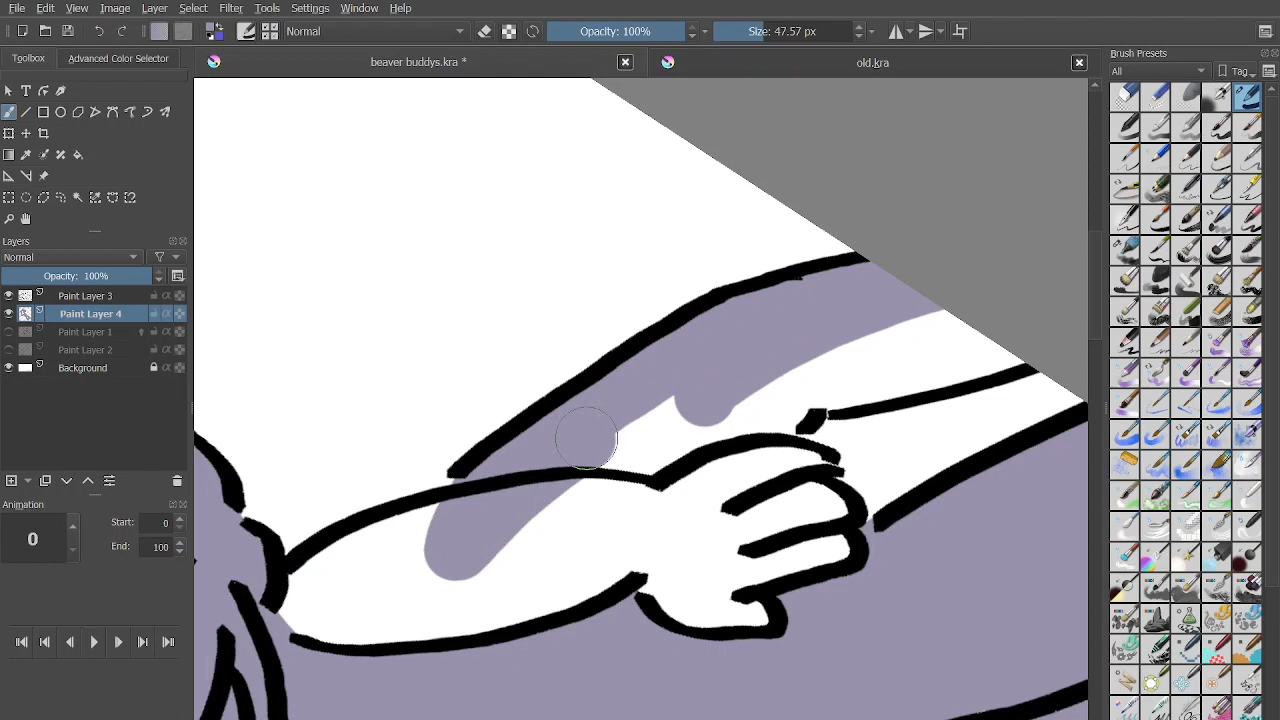 File Edit View Image Layer Select Filter Tools Settings Window Help
Normal
Opacity: 100%
Size: 47.57 px
Toolbox
Advanced Color Selector
beaver buddys.kra *
old.kra
Brush Presets
All
Tag
Layers
Normal
Opacity: 100%
Paint Layer 3
Paint Layer 4
Paint Layer 1
Paint Layer 2
Background
Animation
0
Start: 0
End: 100